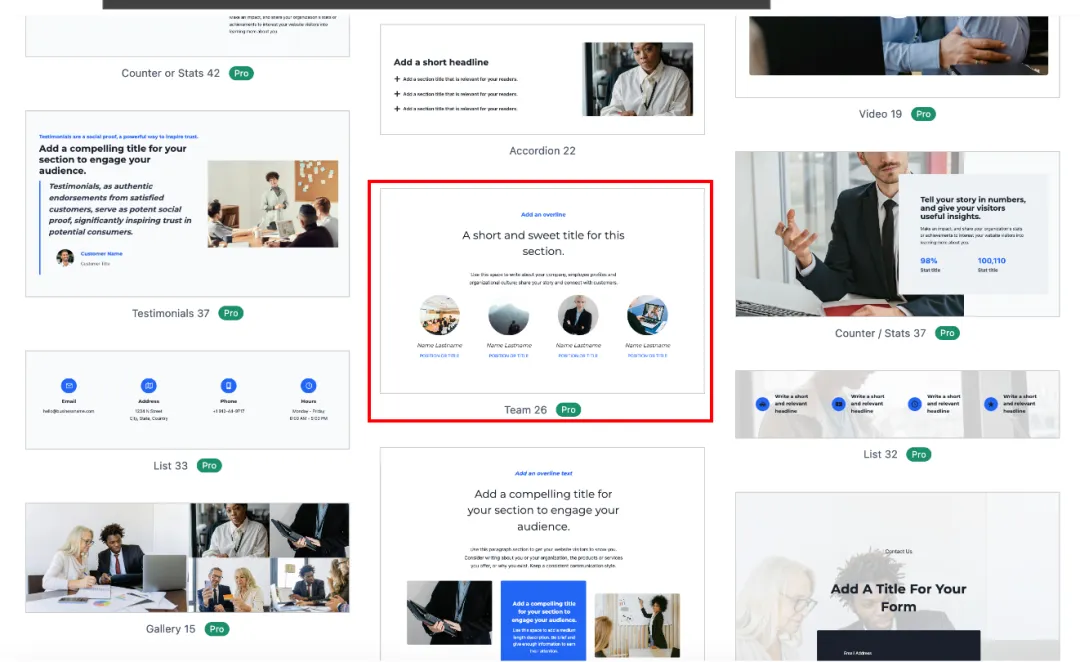 Make an impact, and share your organization's stats or
achievements to interest your website visitors into
learning more about you.
Counter or Stats 42 Pro
Testimonials are a social proof, a powerful way to inspire trust.
Add a compelling title for your
section to engage your
audience.
Testimonials, as authentic
endorsements from satisfied
customers, serve as potent social
proof, significantly inspiring trust in
potential consumers.
Customer Name
Customer Title
Testimonials 37 Pro
Email
hello@businessname.com
Address
1238 N Street
City, State, Country
Phone
Hours
Monday - Friday
List 33 Pro
Gallery 15 Pro
Add a short headline
+ Add a section title that is relevant for your readers.
+ Add a section title that is relevant for your readers.
+ Add a section title that is relevant for your readers.
Accordion 22
Add an overline
A short and sweet title for this
section.
Use this space to write about your company, employee profiles and
organizational culture; share your story and connect with customers.
Name Lastname
POSITION OR TITLE
Name Lastname
POSITION OR TITLE
Name Lastname
POSITION OR TITLE
Name Lastname
POSITION OR TITLE
Team 26 Pro
Add an overline text
Add a compelling title for
your section to engage your
audience.
Use this paragraph section to get your website visitors to know you.
Consider writing about you or your organization, the products or services
you offer, or why you exist. Keep a consistent communication style.
Add a compelling title
for your section to
engage your audience.
Use this space to add a medium
length description. Be brief and
give enough information to earn
their attention.
Video 19 Pro
Tell your story in numbers,
and give your visitors
useful insights.
Make an impact, and share your organization's stats
or achievements to interest your website visitors into
learning more about you.
98%
Stat title
100,110
Stat title
Counter / Stats 37 Pro
Write a short
and relevant
headline
Write a short
and relevant
headline
Write a short
and relevant
headline
Write a short
and relevant
headline
List 32 Pro
Contact Us
Add A Title For Your
Form
Email Address